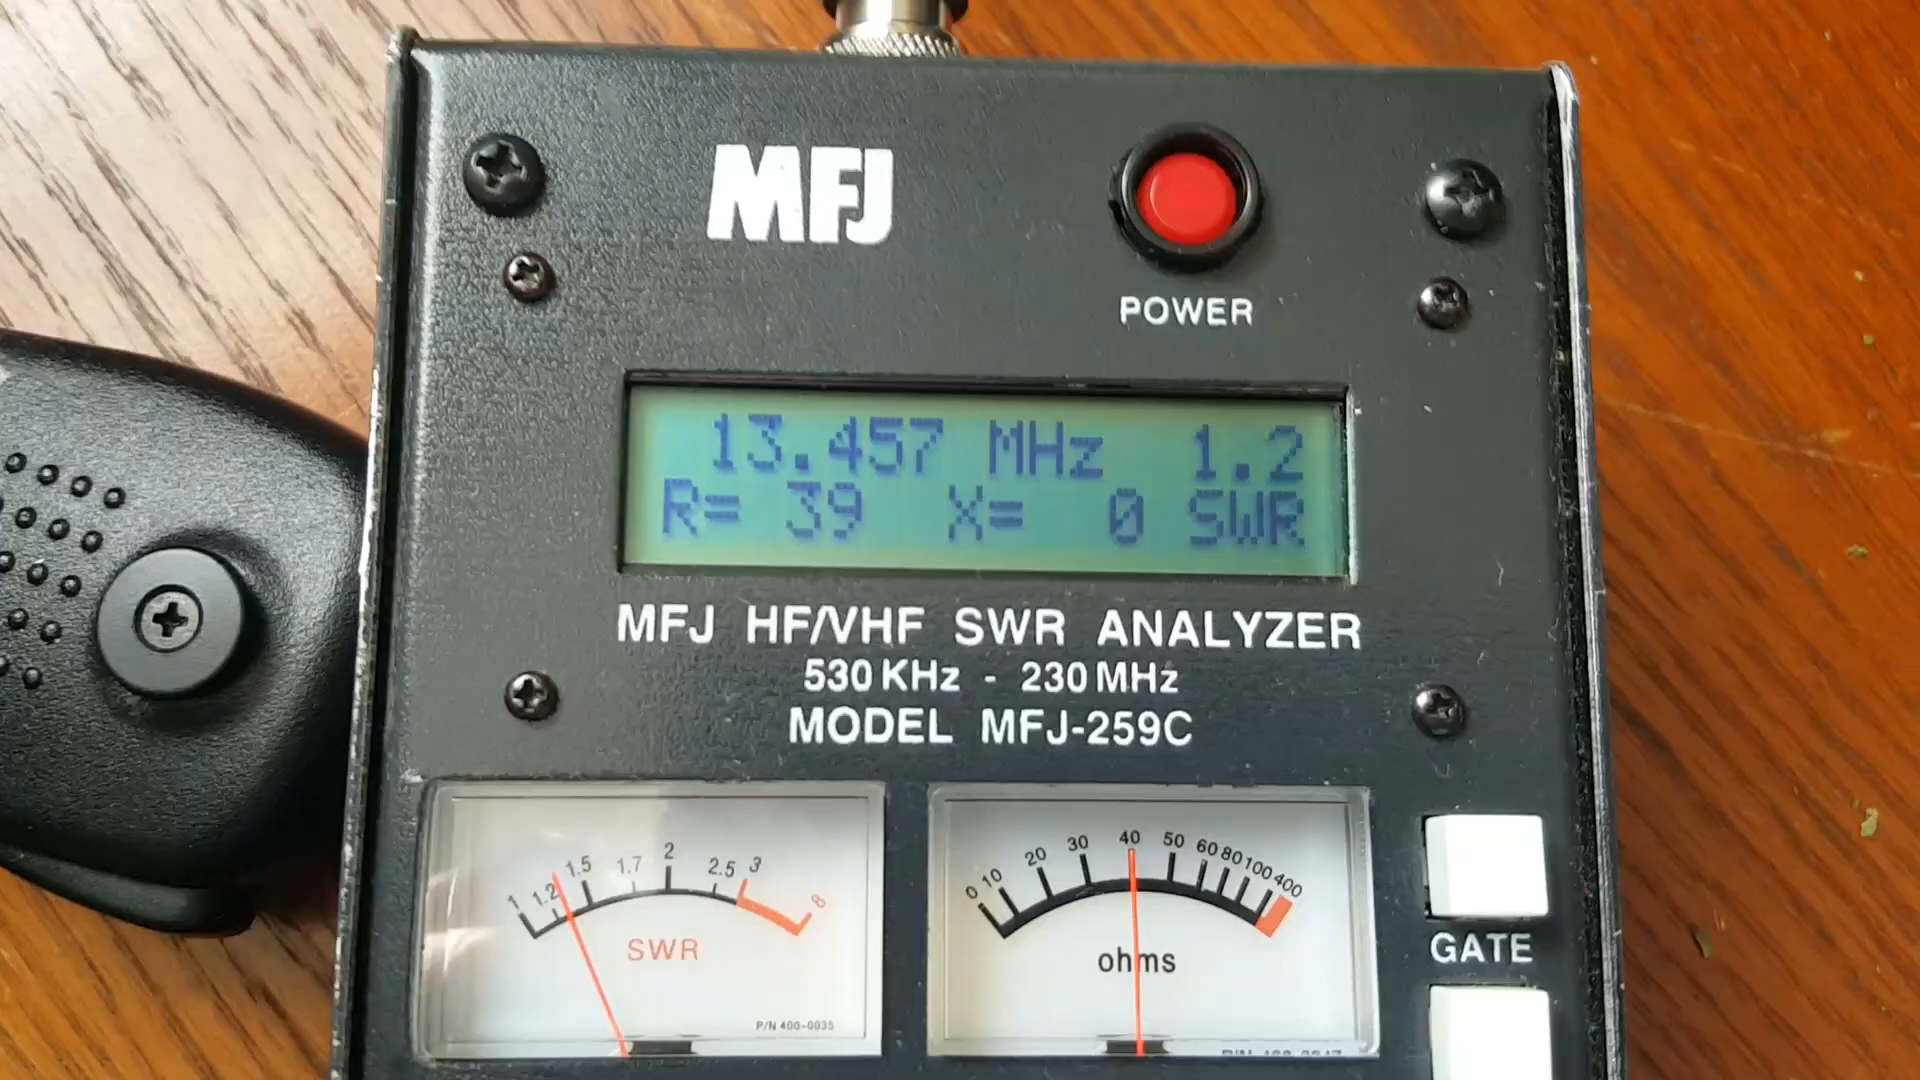 MFJ
POWER
13.457 MHz 1.2
R= 39 X= 0 SWR
MFJ HF/VHF SWR ANALYZER
530 KHz - 230 MHz
MODEL MFJ-259C
1 1.2 1.5 1.7 2 2.5 3 8
SWR
P/N 400-0035
0 10 20 30 40 50 60 80 100 400
ohms
GATE